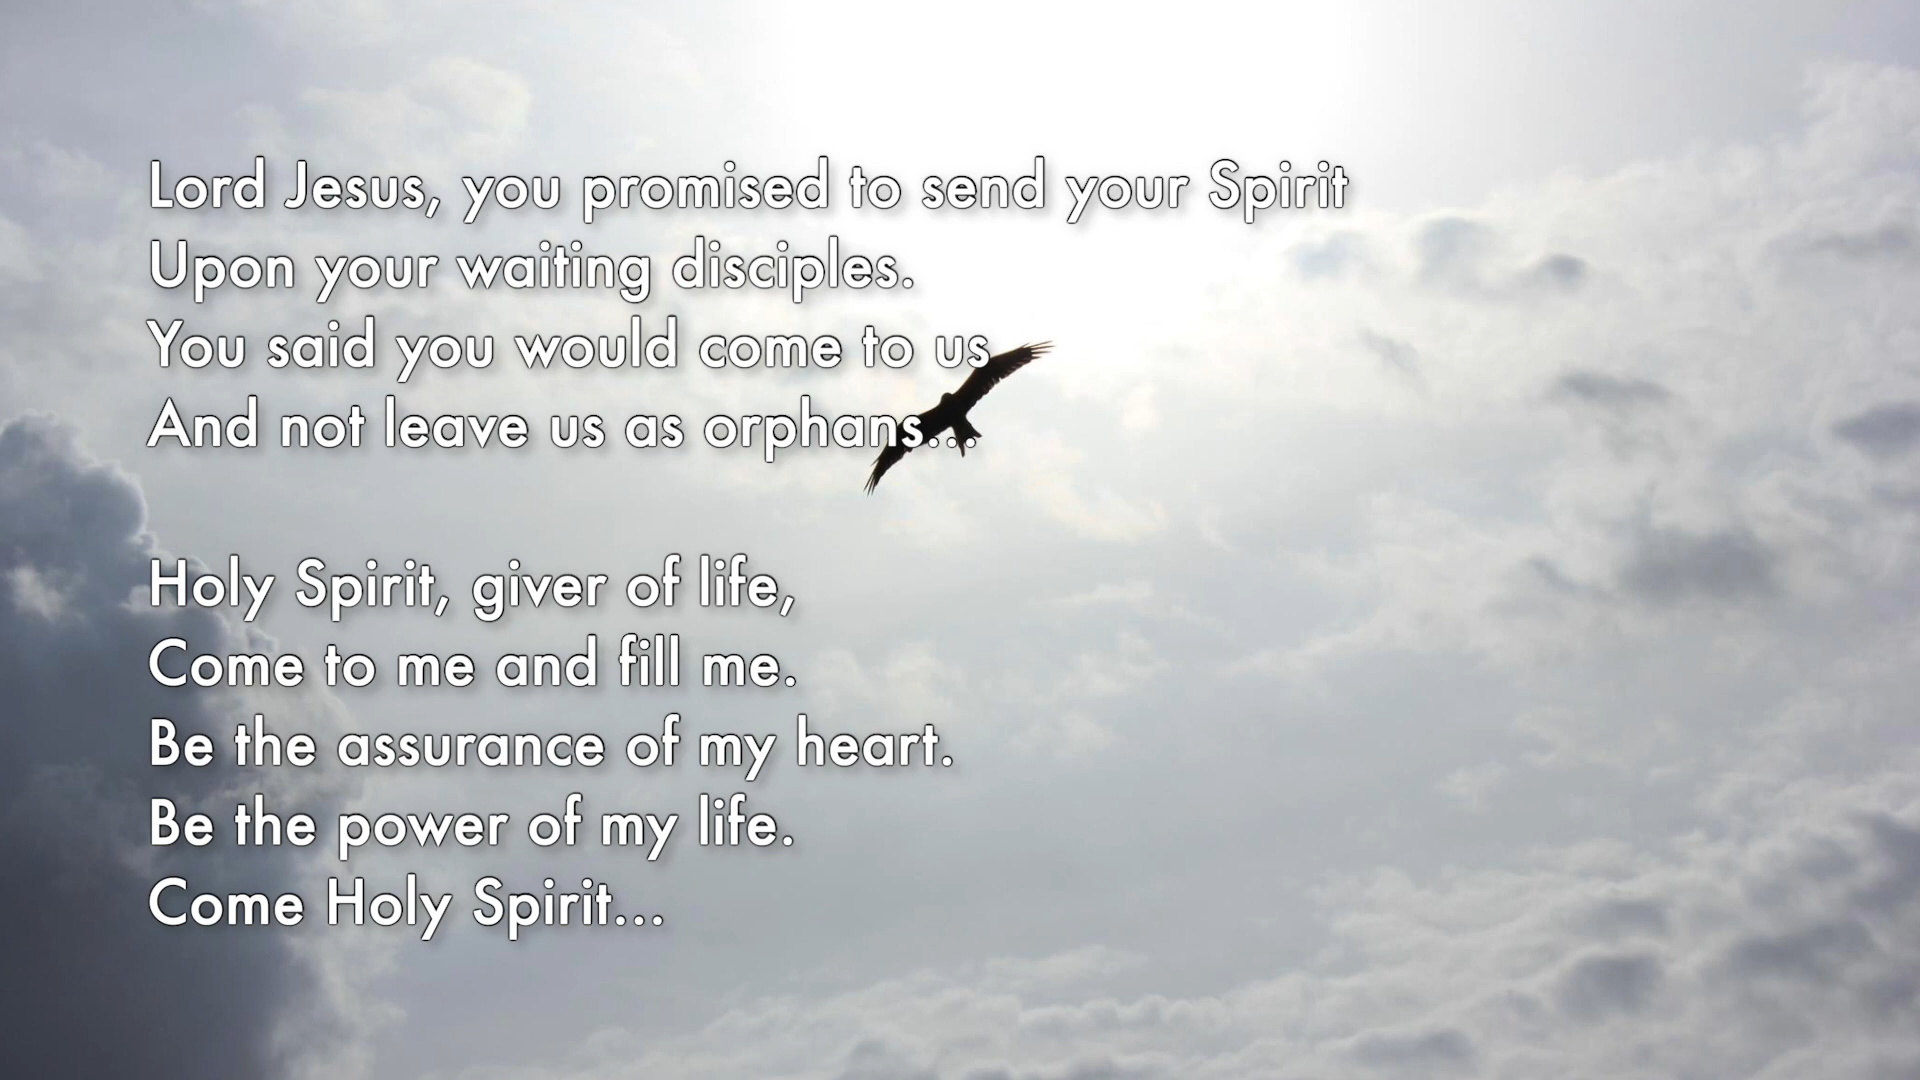 Lord Jesus, you promised to send your Spirit
Upon your waiting disciples.
You said you would come to us
And not leave us as orphans...
Holy Spirit, giver of life,
Come to me and fill me.
Be the assurance of my heart.
Be the power of my life.
Come Holy Spirit...